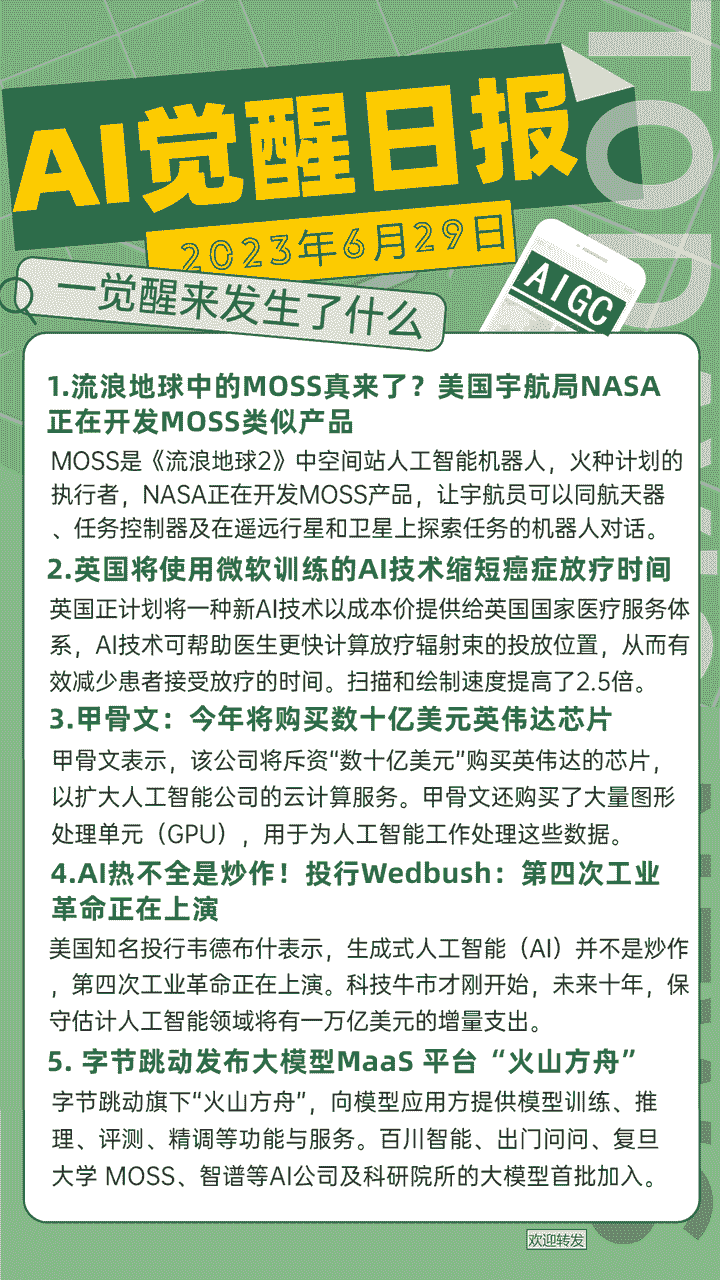 AI觉醒日报
2023年6月29日
一觉醒来发生了什么
AIGC
1.流浪地球中的MOSS真来了？美国宇航局NASA
正在开发MOSS类似产品
MOSS是《流浪地球2》中空间站人工智能机器人，火种计划的
执行者，NASA正在开发MOSS产品，让宇航员可以同航天器
、任务控制器及在遥远行星和卫星上探索任务的机器人对话。
2.英国将使用微软训练的AI技术缩短癌症放疗时间
英国正计划将一种新AI技术以成本价提供给英国国家医疗服务体
系，AI技术可帮助医生更快计算放疗辐射束的投放位置，从而有
效减少患者接受放疗的时间。扫描和绘制速度提高了2.5倍。
3.甲骨文：今年将购买数十亿美元英伟达芯片
甲骨文表示，该公司将斥资“数十亿美元”购买英伟达的芯片，
以扩大人工智能公司的云计算服务。甲骨文还购买了大量图形
处理单元（GPU），用于为人工智能工作处理这些数据。
4.AI热不全是炒作！投行Wedbush：第四次工业
革命正在上演
美国知名投行韦德布什表示，生成式人工智能（AI）并不是炒作
，第四次工业革命正在上演。科技牛市才刚开始，未来十年，保
守估计人工智能领域将有一万亿美元的增量支出。
5. 字节跳动发布大模型MaaS 平台“火山方舟”
字节跳动旗下“火山方舟”，向模型应用方提供模型训练、推
理、评测、精调等功能与服务。百川智能、出门问问、复旦
大学 MOSS、智谱等AI公司及科研院所的大模型首批加入。
欢迎转发